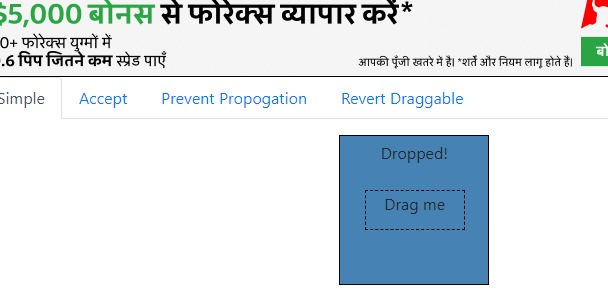 $5,000 बोनस से फोरेक्स व्यापार करें*
0+ फोरेक्स युग्मों में
.6 पिप जितने कम स्प्रेड पाएँ
आपकी पूँजी खतरे में है। *शर्तें और नियम लागू होते हैं।
Simple Accept Prevent Propogation Revert Draggable
Dropped!
Drag me